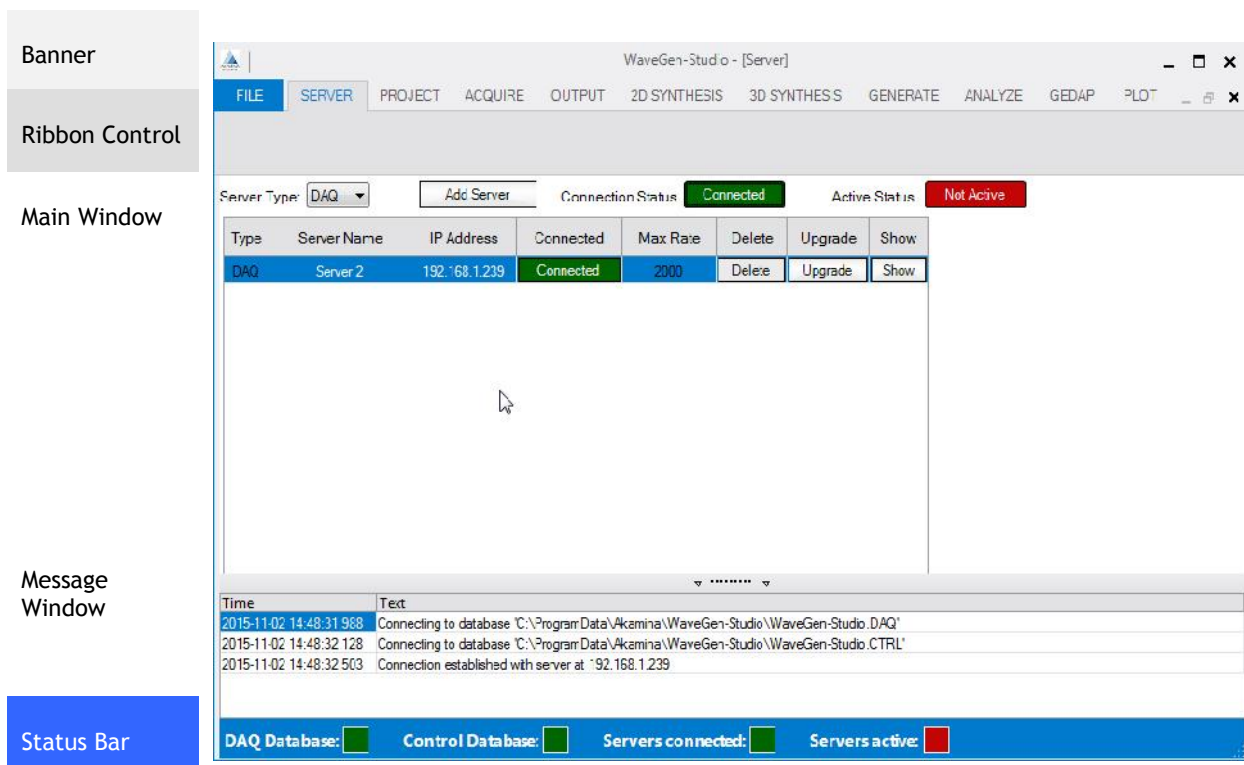 Banner
WaveGen-Studio - [Server]
Ribbon Control
FILE SERVER PROJECT ACQUIRE OUTPUT 2D SYNTHESIS 3D SYNTHESIS GENERATE ANALYZE GEDAP PLOT
Main Window
Server Type: DAQ Add Server Connection Status Connected Active Status Not Active
Type Server Name IP Address Connected Max Rate Delete Upgrade Show
DAQ Server 2 192.168.1.239 Connected 2000 Delete Upgrade Show
Message
Window
Time Text
2015-11-02 14:48:31 988 Connecting to database 'C:\ProgramData\Akamina\WaveGen-Studio\WaveGen-Studio.DAQ'
2015-11-02 14:48:32 128 Connecting to database 'C:\ProgramData\Akamina\WaveGen-Studio\WaveGen-Studio.CTRL'
2015-11-02 14:48:32 503 Connection established with server at 192.168.1.239
Status Bar
DAQ Database: Control Database: Servers connected: Servers active: